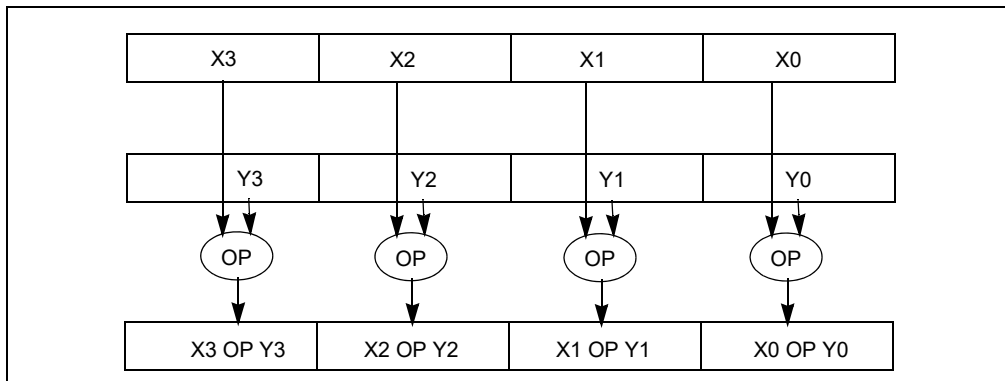 X3 X2 X1 X0
Y3 Y2 Y1 Y0
OP OP OP OP
X3 OP Y3 X2 OP Y2 X1 OP Y1 X0 OP Y0